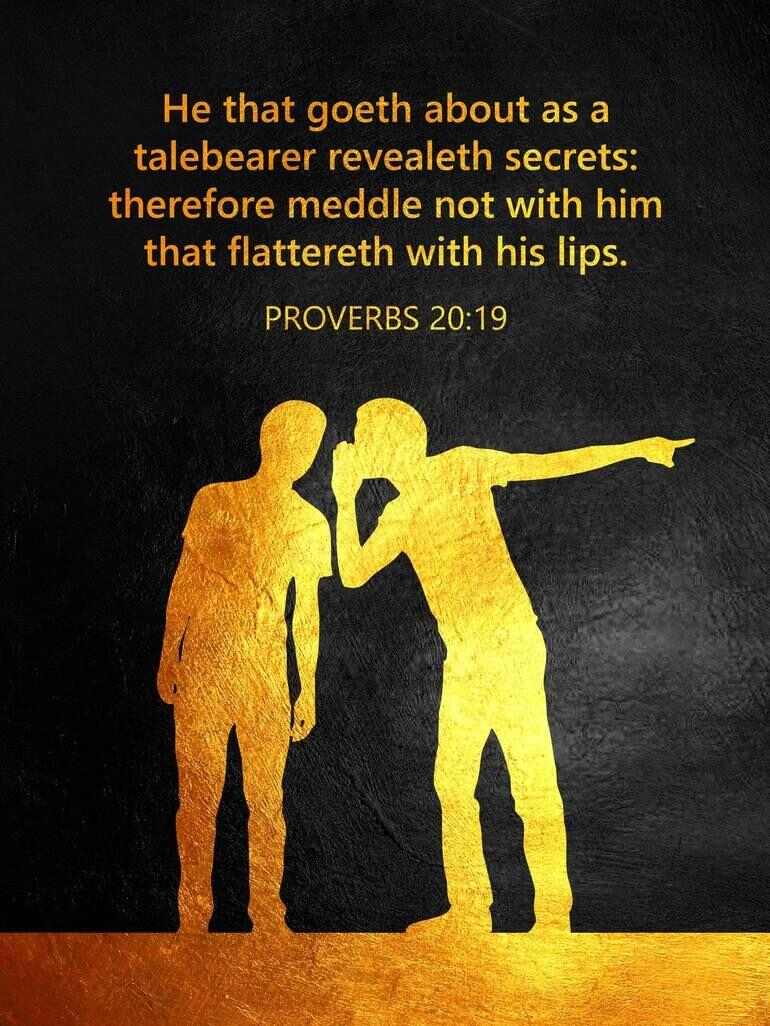 He that goeth about as a
talebearer revealeth secrets:
therefore meddle not with him
that flattereth with his lips.
PROVERBS 20:19